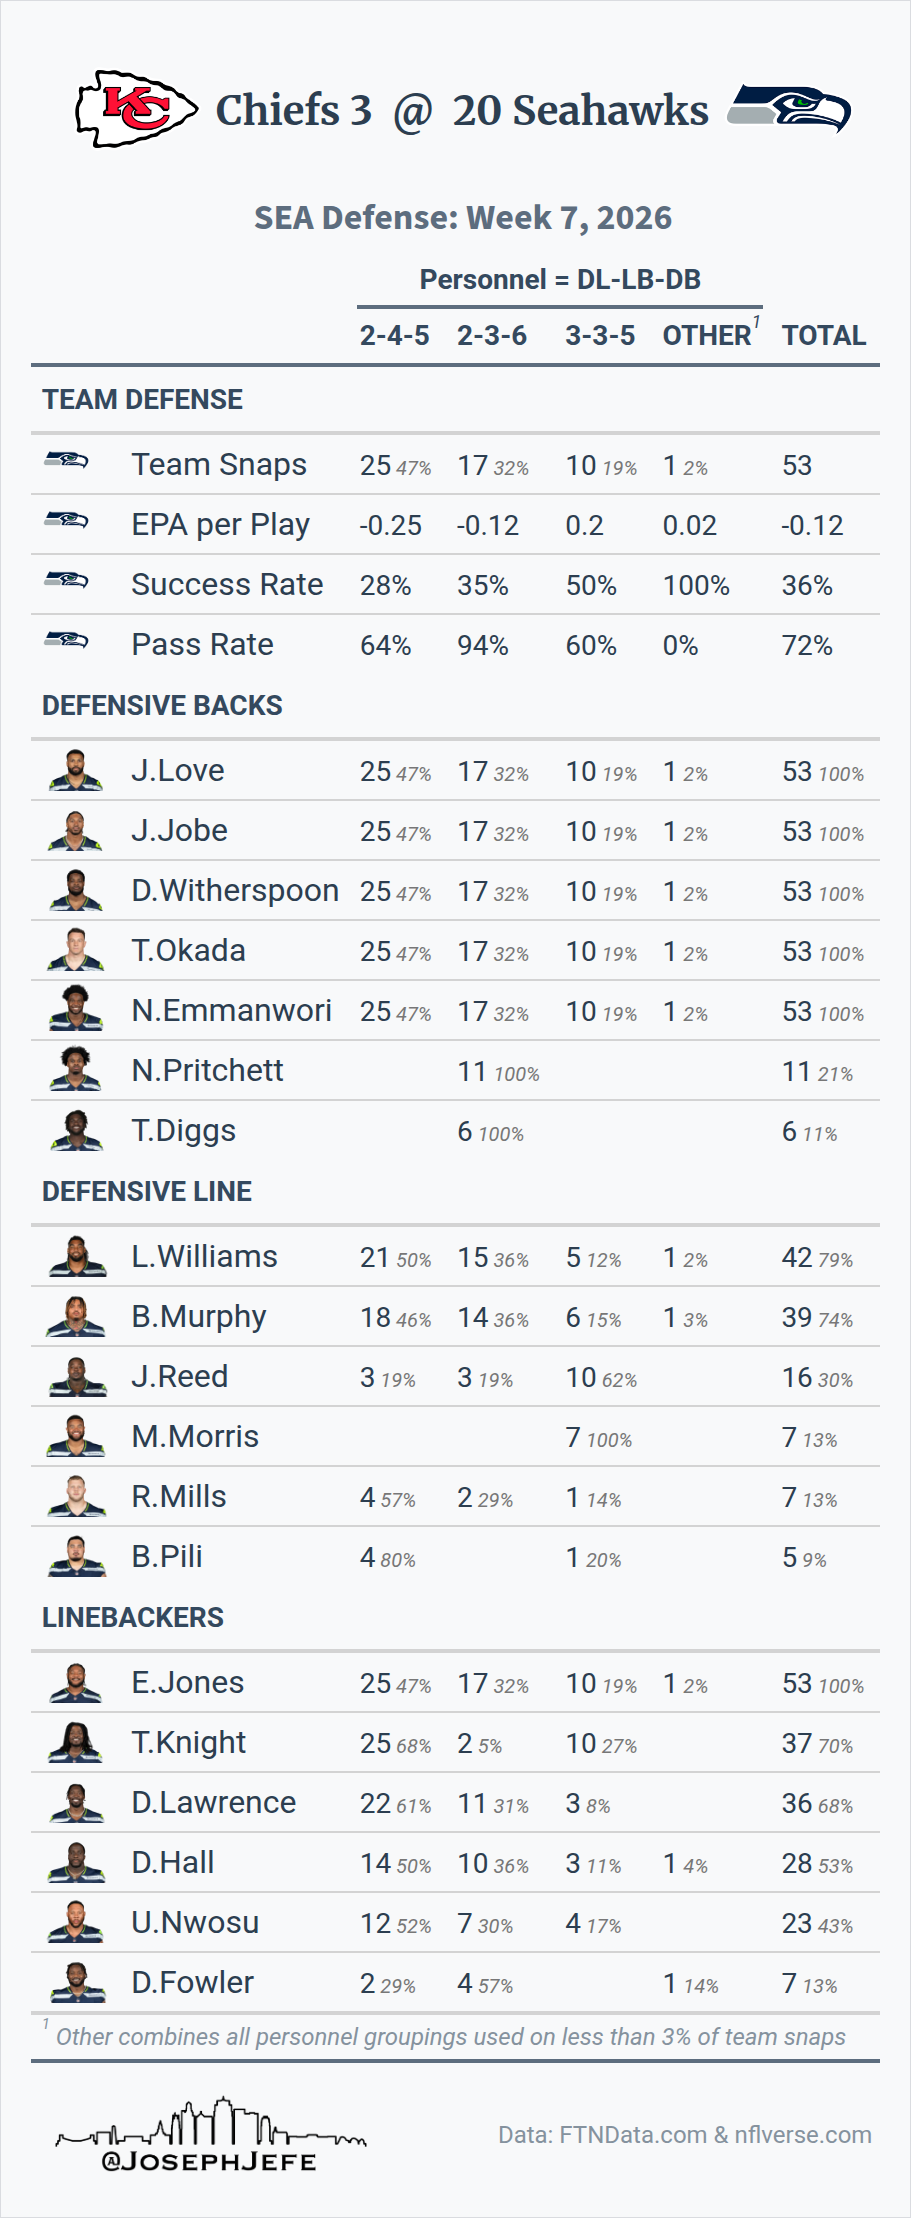 KC Chiefs 3 @ 20 Seahawks
SEA Defense: Week 7, 2026
Personnel = DL-LB-DB
2-4-5 2-3-6 3-3-5 OTHER1 TOTAL
TEAM DEFENSE
Team Snaps 25 47% 17 32% 10 19% 1 2% 53
EPA per Play -0.25 -0.12 0.2 0.02 -0.12
Success Rate 28% 35% 50% 100% 36%
Pass Rate 64% 94% 60% 0% 72%
DEFENSIVE BACKS
J.Love 25 47% 17 32% 10 19% 1 2% 53 100%
J.Jobe 25 47% 17 32% 10 19% 1 2% 53 100%
D.Witherspoon 25 47% 17 32% 10 19% 1 2% 53 100%
T.Okada 25 47% 17 32% 10 19% 1 2% 53 100%
N.Emmanwori 25 47% 17 32% 10 19% 1 2% 53 100%
N.Pritchett 11 100% 11 21%
T.Diggs 6 100% 6 11%
DEFENSIVE LINE
L.Williams 21 50% 15 36% 5 12% 1 2% 42 79%
B.Murphy 18 46% 14 36% 6 15% 1 3% 39 74%
J.Reed 3 19% 3 19% 10 62% 16 30%
M.Morris 7 100% 7 13%
R.Mills 4 57% 2 29% 1 14% 7 13%
B.Pili 4 80% 1 20% 5 9%
LINEBACKERS
E.Jones 25 47% 17 32% 10 19% 1 2% 53 100%
T.Knight 25 68% 2 5% 10 27% 37 70%
D.Lawrence 22 61% 11 31% 3 8% 36 68%
D.Hall 14 50% 10 36% 3 11% 1 4% 28 53%
U.Nwosu 12 52% 7 30% 4 17% 23 43%
D.Fowler 2 29% 4 57% 1 14% 7 13%
1 Other combines all personnel groupings used on less than 3% of team snaps
@JOSEPHJEFE
Data: FTNData.com & nflverse.com